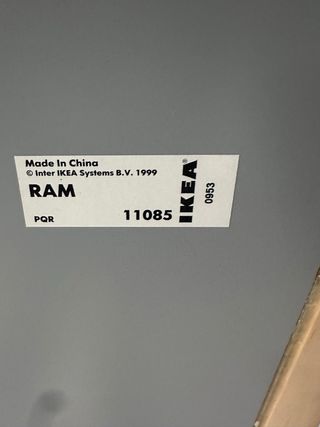 Made In China
© Inter IKEA Systems B.V. 1999
RAM
PQR 11085
IKEA®
0953